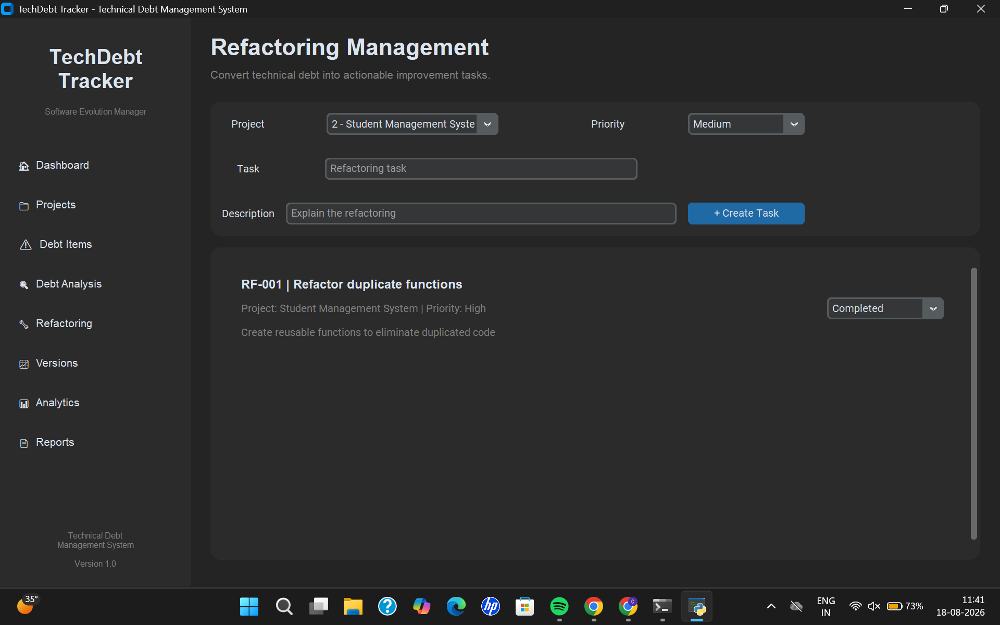 TechDebt Tracker - Technical Debt Management System
TechDebt
Tracker
Software Evolution Manager
Dashboard
Projects
Debt Items
Debt Analysis
Refactoring
Versions
Analytics
Reports
Technical Debt
Management System
Version 1.0
Refactoring Management
Convert technical debt into actionable improvement tasks.
Project
2 - Student Management Syste
Priority
Medium
Task
Refactoring task
Description
Explain the refactoring
+ Create Task
RF-001 | Refactor duplicate functions
Project: Student Management System | Priority: High
Completed
Create reusable functions to eliminate duplicated code
35°
hp
C
ENG
IN
73%
11:41
18-08-2026